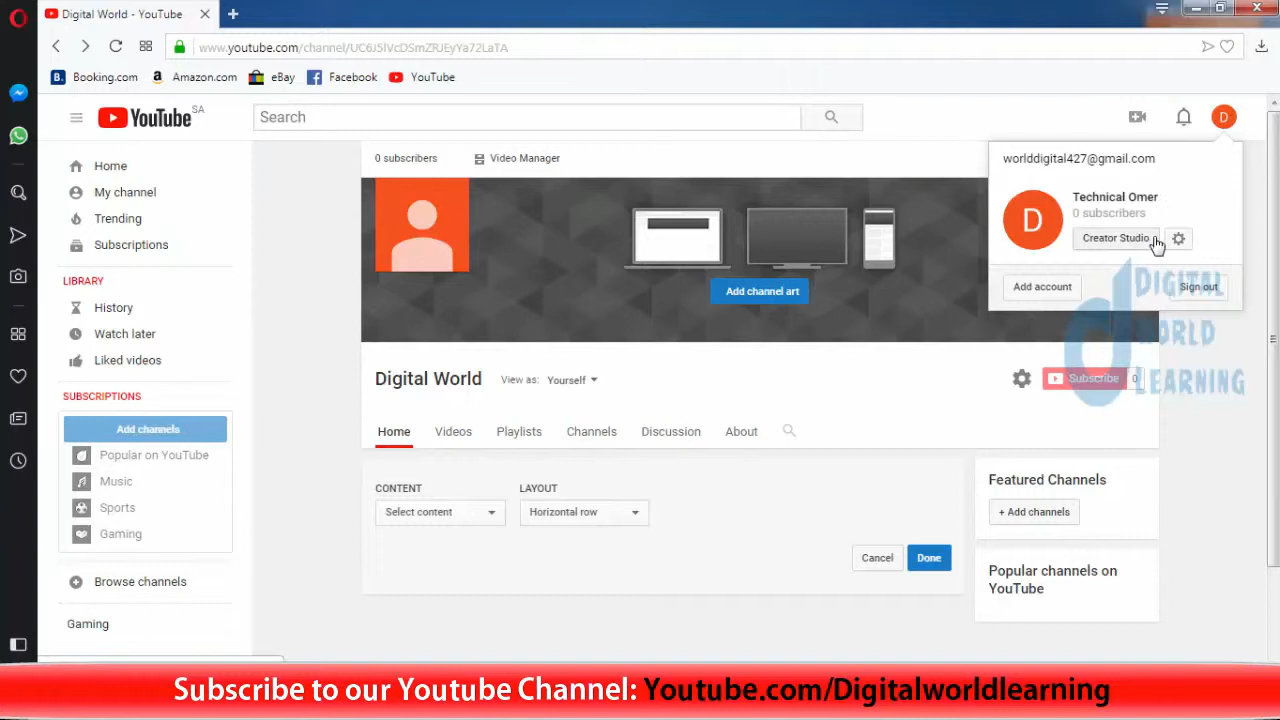 Digital World - YouTube
www.youtube.com/channel/UC6J5lVcDSmZRJEyYa72LaTA
Booking.com
Amazon.com
eBay
Facebook
YouTube
YouTube SA
Search
D
Home
My channel
Trending
Subscriptions
LIBRARY
History
Watch later
Liked videos
SUBSCRIPTIONS
Add channels
Popular on YouTube
Music
Sports
Gaming
Browse channels
Gaming
0 subscribers
Video Manager
Add channel art
worlddigital427@gmail.com
D
Technical Omer
0 subscribers
Creator Studio
Add account
Sign out
DIGITAL
WORLD
LEARNING
Digital World
View as: Yourself
Subscribe 0
Home
Videos
Playlists
Channels
Discussion
About
CONTENT
LAYOUT
Select content
Horizontal row
Cancel
Done
Featured Channels
+ Add channels
Popular channels on
YouTube
Subscribe to our Youtube Channel: Youtube.com/Digitalworldlearning